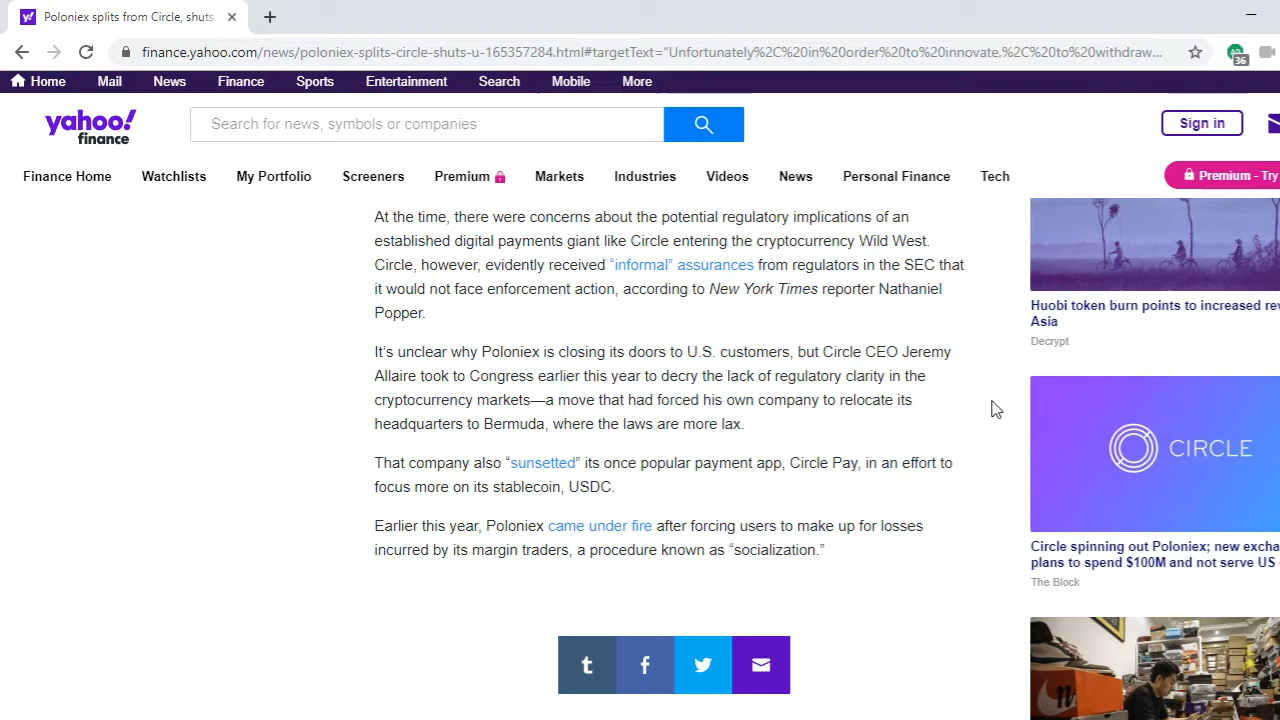 Poloniex splits from Circle, shuts
finance.yahoo.com/news/poloniex-splits-circle-shuts-u-165357284.html#targetText="Unfortunately%2C%20in%20order%20to%20innovate,%2C%20to%20withdraw...
36
Home Mail News Finance Sports Entertainment Search Mobile More
yahoo!
finance
Search for news, symbols or companies
Sign in
Finance Home Watchlists My Portfolio Screeners Premium Markets Industries Videos News Personal Finance Tech
Premium - Try
At the time, there were concerns about the potential regulatory implications of an
established digital payments giant like Circle entering the cryptocurrency Wild West.
Circle, however, evidently received “informal” assurances from regulators in the SEC that
it would not face enforcement action, according to New York Times reporter Nathaniel
Popper.
It’s unclear why Poloniex is closing its doors to U.S. customers, but Circle CEO Jeremy
Allaire took to Congress earlier this year to decry the lack of regulatory clarity in the
cryptocurrency markets—a move that had forced his own company to relocate its
headquarters to Bermuda, where the laws are more lax.
That company also “sunsetted” its once popular payment app, Circle Pay, in an effort to
focus more on its stablecoin, USDC.
Earlier this year, Poloniex came under fire after forcing users to make up for losses
incurred by its margin traders, a procedure known as “socialization.”
Huobi token burn points to increased rev
Asia
Decrypt
CIRCLE
Circle spinning out Poloniex; new excha
plans to spend $100M and not serve US
The Block